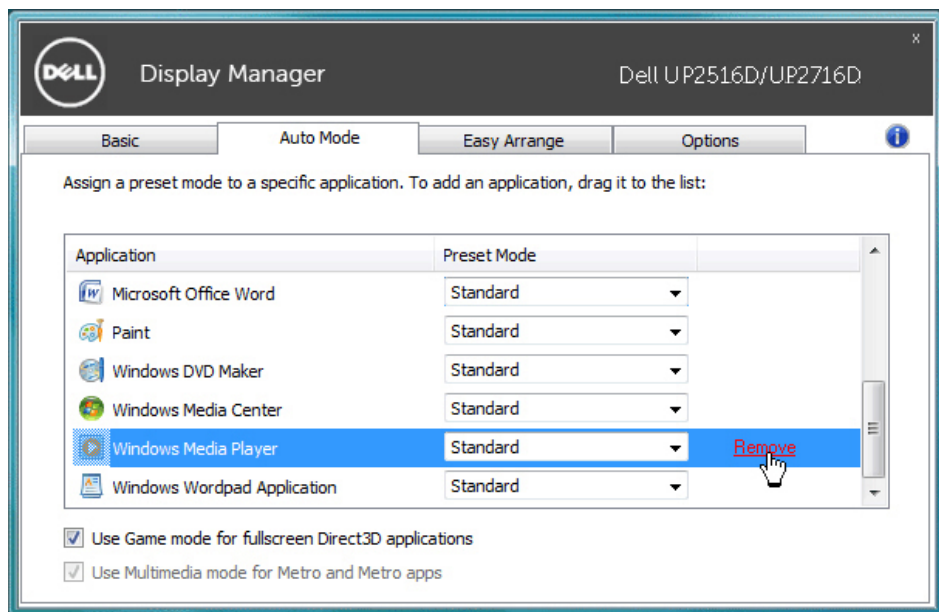 DELL Display Manager Dell UP2516D/UP2716D x
Basic Auto Mode Easy Arrange Options i
Assign a preset mode to a specific application. To add an application, drag it to the list:
Application Preset Mode
W Microsoft Office Word Standard
Paint Standard
Windows DVD Maker Standard
Windows Media Center Standard
Windows Media Player Standard Remove
Windows Wordpad Application Standard
Use Game mode for fullscreen Direct3D applications
Use Multimedia mode for Metro and Metro apps